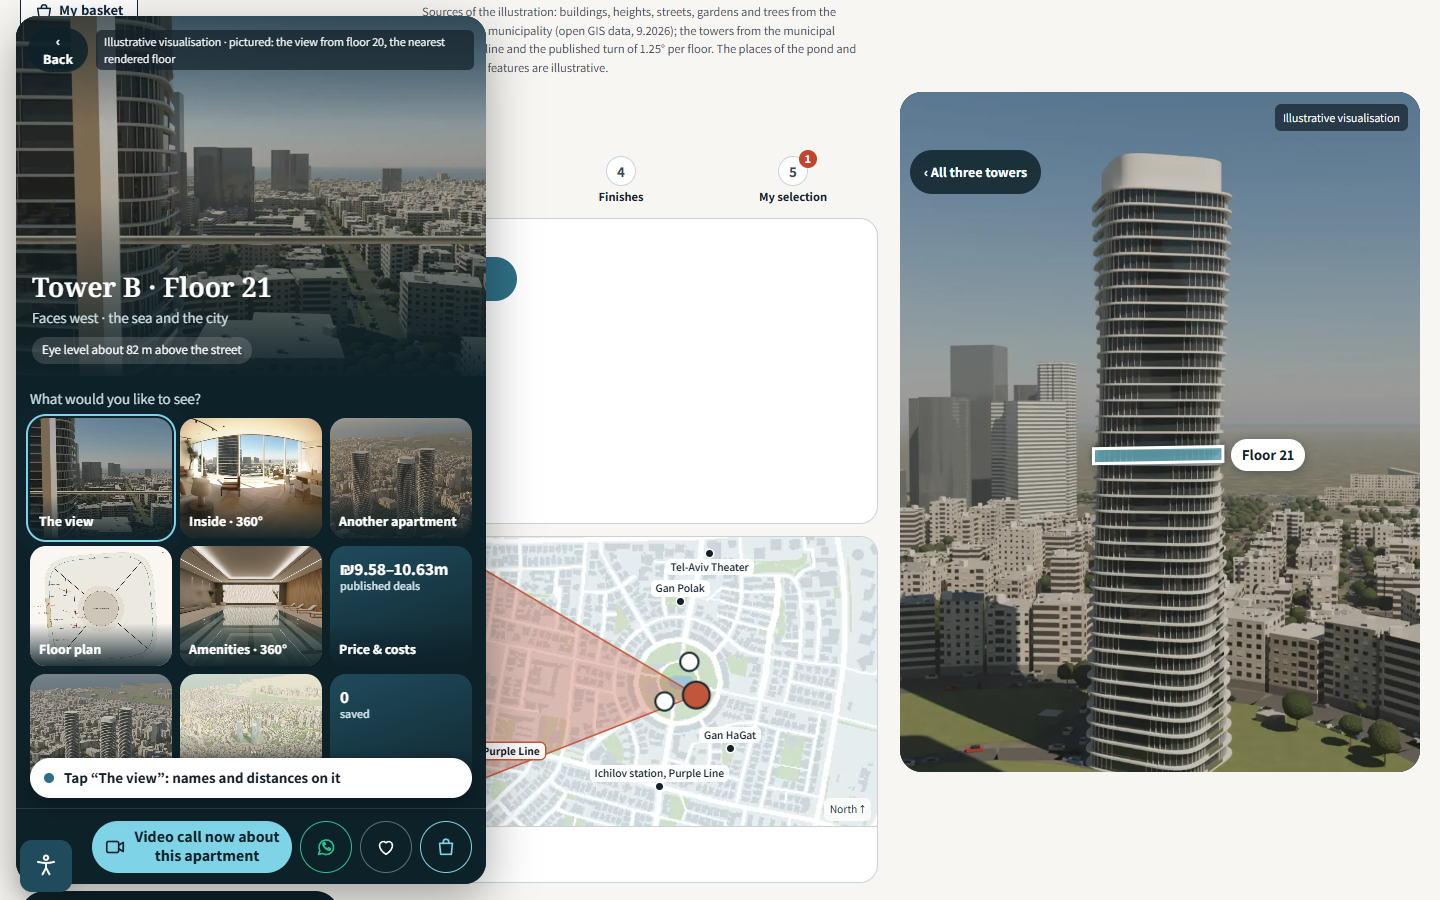 My basket
‹
Back
Illustrative visualisation · pictured: the view from floor 20, the nearest
rendered floor
Tower B · Floor 21
Faces west · the sea and the city
Eye level about 82 m above the street
What would you like to see?
The view
Inside · 360°
Another apartment
Floor plan
Amenities · 360°
₪9.58–10.63m
published deals
Price & costs
0
saved
Tap “The view”: names and distances on it
Video call now about
this apartment
Sources of the illustration: buildings, heights, streets, gardens and trees from the
municipality (open GIS data, 9.2026); the towers from the municipal
line and the published turn of 1.25° per floor. The places of the pond and
features are illustrative.
4
Finishes
5
1
My selection
Tel-Aviv Theater
Gan Polak
Gan HaGat
Purple Line
Ichilov station, Purple Line
North ↑
Illustrative visualisation
‹ All three towers
Floor 21